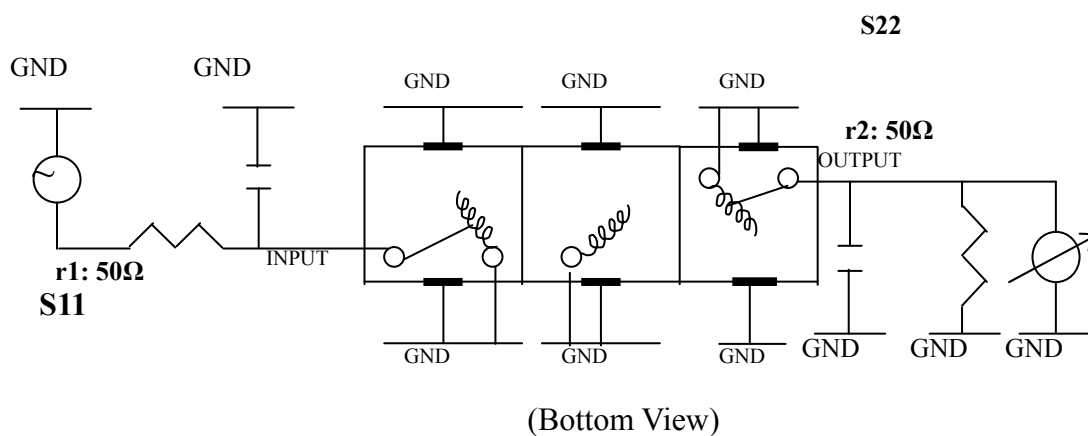 S22
GND
GND
GND
GND
GND
r2: 50Ω
OUTPUT
INPUT
r1: 50Ω
S11
GND
GND
GND
GND
GND
GND
(Bottom View)